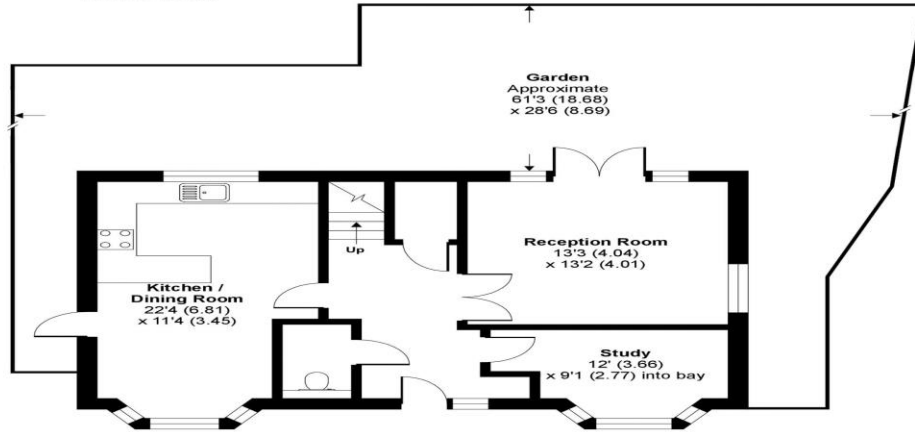 Garden
Approximate
61'3 (18.68)
x 28'6 (8.69)
Up
Reception Room
13'3 (4.04)
x 13'2 (4.01)
Kitchen /
Dining Room
22'4 (6.81)
x 11'4 (3.45)
Study
12' (3.66)
x 9'1 (2.77) into bay